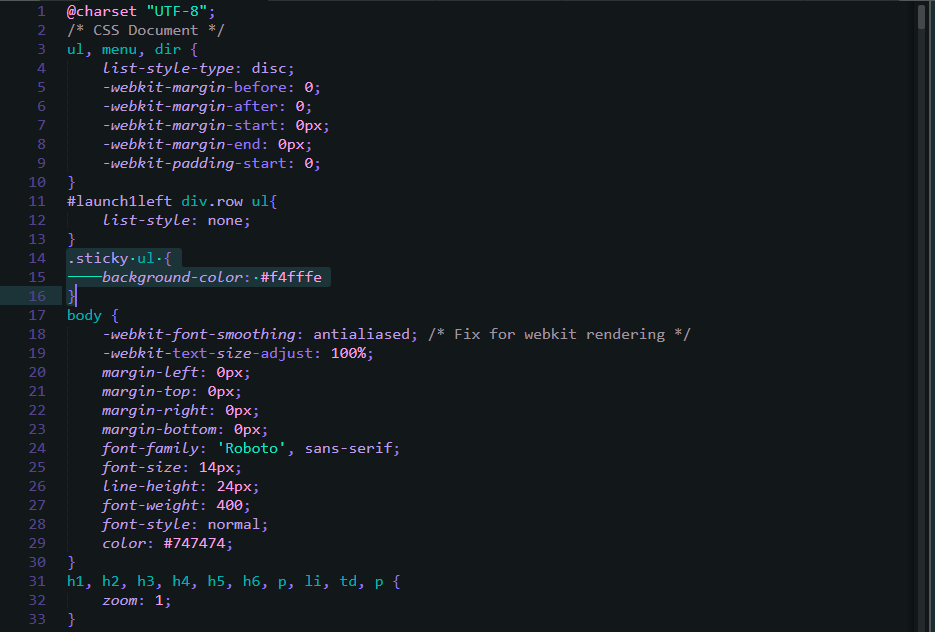 1 @charset "UTF-8";
2 /* CSS Document */
3 ul, menu, dir {
4 list-style-type: disc;
5 -webkit-margin-before: 0;
6 -webkit-margin-after: 0;
7 -webkit-margin-start: 0px;
8 -webkit-margin-end: 0px;
9 -webkit-padding-start: 0;
10 }
11 #launch1left div.row ul{
12 list-style: none;
13 }
14 .sticky ul {
15 background-color: #f4fffe
16 }
17 body {
18 -webkit-font-smoothing: antialiased; /* Fix for webkit rendering */
19 -webkit-text-size-adjust: 100%;
20 margin-left: 0px;
21 margin-top: 0px;
22 margin-right: 0px;
23 margin-bottom: 0px;
24 font-family: 'Roboto', sans-serif;
25 font-size: 14px;
26 line-height: 24px;
27 font-weight: 400;
28 font-style: normal;
29 color: #747474;
30 }
31 h1, h2, h3, h4, h5, h6, p, li, td, p {
32 zoom: 1;
33 }